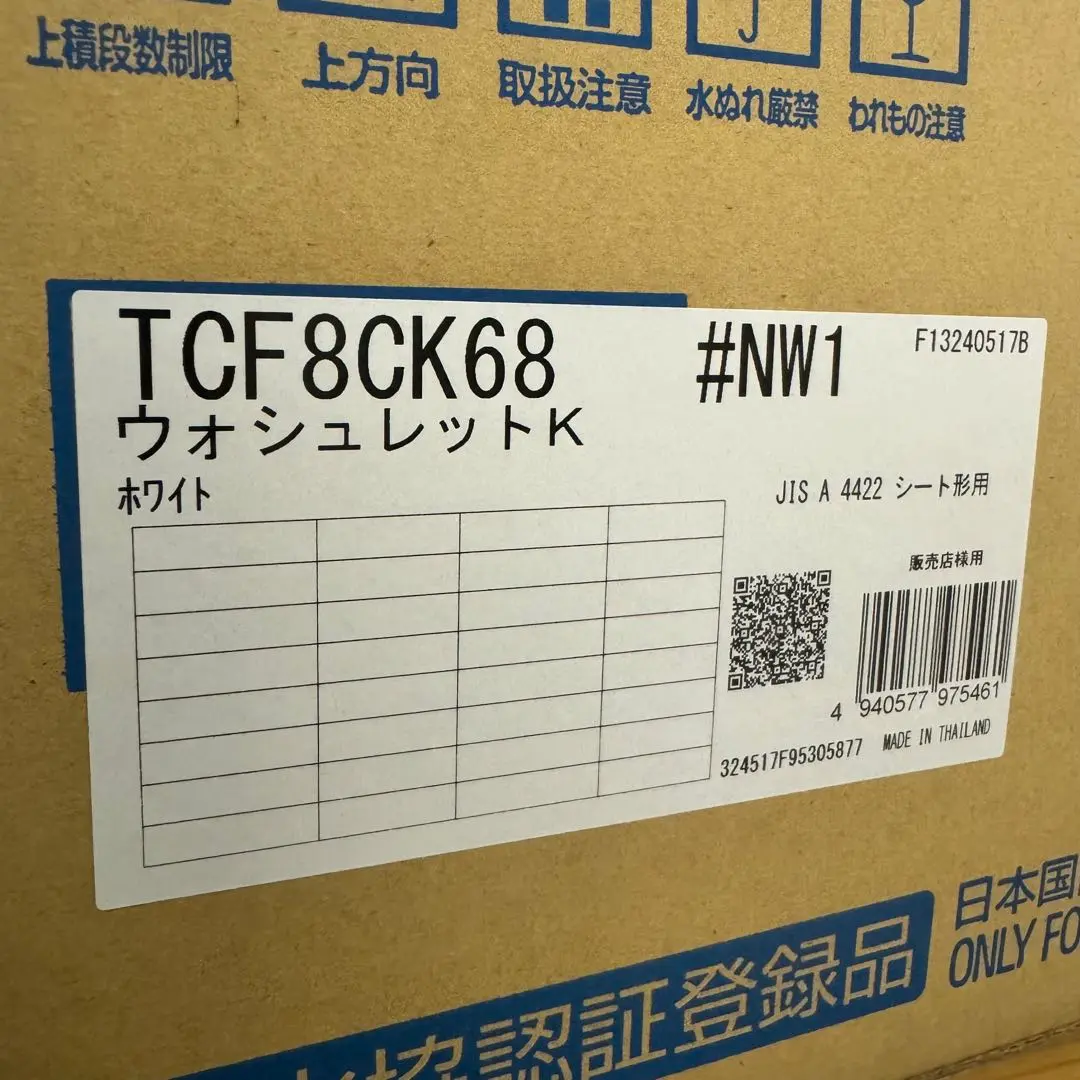 上積段数制限
上方向
取扱注意
水ぬれ厳禁
われもの注意
TCF8CK68
#NW1
F13240517B
ウォシュレットK
ホワイト
JIS A 4422 シート形用
販売店様用
4 940577 975461
324517F95305877
MADE IN THAILAND
協認証登録品
日本国
ONLY FO